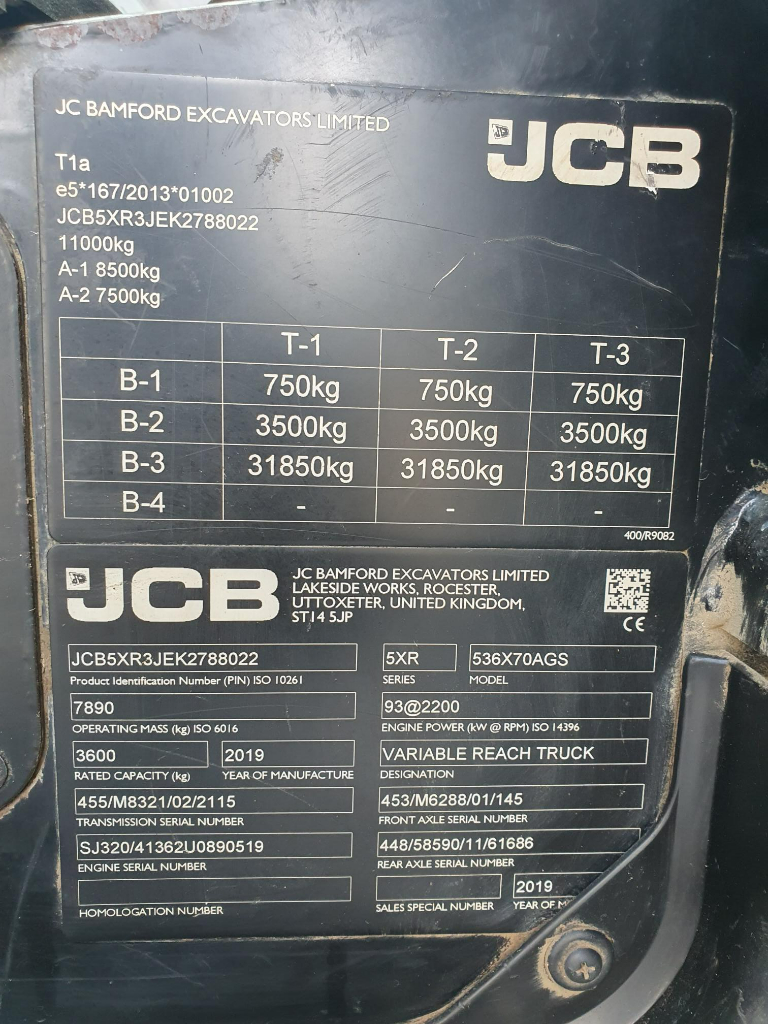 JC BAMFORD EXCAVATORS LIMITED
JCB
T1a
e5*167/2013*01002
JCB5XR3JEK2788022
11000kg
A-1 8500kg
A-2 7500kg
T-1 T-2 T-3
B-1 750kg 750kg 750kg
B-2 3500kg 3500kg 3500kg
B-3 31850kg 31850kg 31850kg
B-4 - - -
400/R9082
JCB
JC BAMFORD EXCAVATORS LIMITED
LAKESIDE WORKS, ROCESTER,
UTTOXETER, UNITED KINGDOM,
ST14 5JP
CE
JCB5XR3JEK2788022 5XR 536X70AGS
Product Identification Number (PIN) ISO 10261 SERIES MODEL
7890 93@2200
OPERATING MASS (kg) ISO 6016 ENGINE POWER (kW @ RPM) ISO 14396
3600 2019 VARIABLE REACH TRUCK
RATED CAPACITY (kg) YEAR OF MANUFACTURE DESIGNATION
455/M8321/02/2115 453/M6288/01/145
TRANSMISSION SERIAL NUMBER FRONT AXLE SERIAL NUMBER
SJ320/41362U0890519 448/58590/11/61686
ENGINE SERIAL NUMBER REAR AXLE SERIAL NUMBER
2019
HOMOLOGATION NUMBER SALES SPECIAL NUMBER YEAR OF M